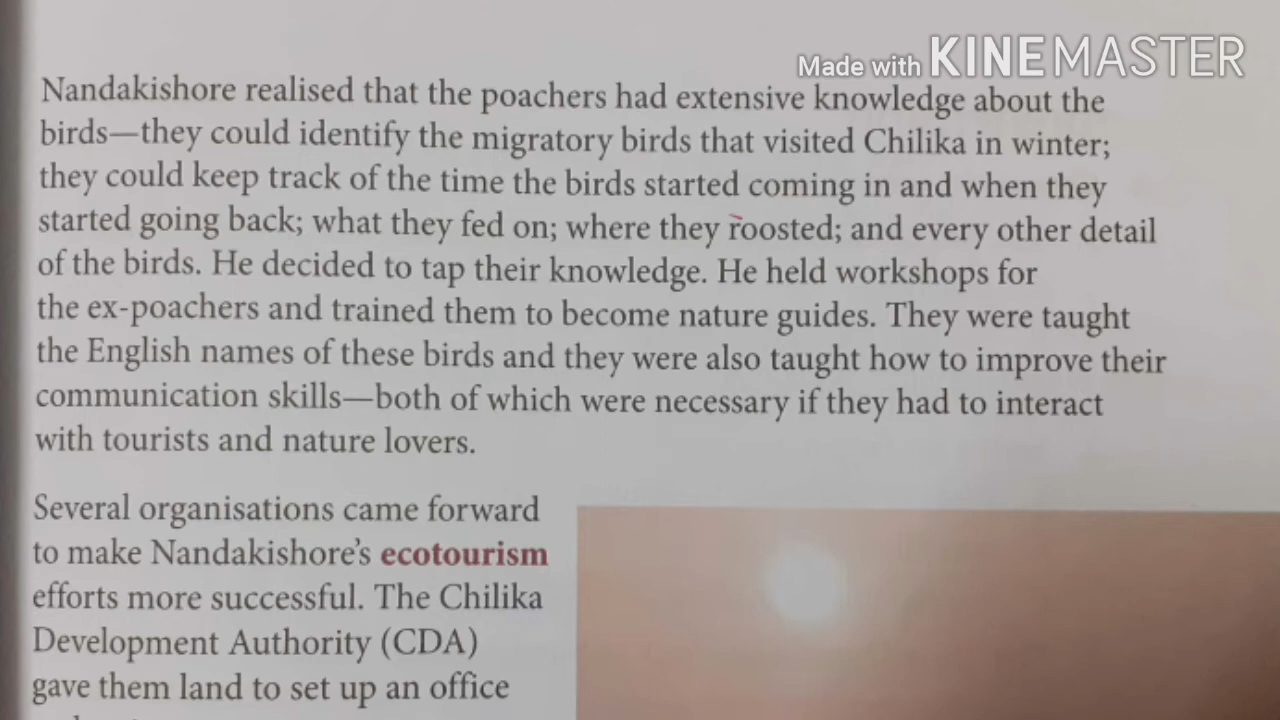 Made with KINEMASTER
Nandakishore realised that the poachers had extensive knowledge about the
birds—they could identify the migratory birds that visited Chilika in winter;
they could keep track of the time the birds started coming in and when they
started going back; what they fed on; where they roosted; and every other detail
of the birds. He decided to tap their knowledge. He held workshops for
the ex-poachers and trained them to become nature guides. They were taught
the English names of these birds and they were also taught how to improve their
communication skills—both of which were necessary if they had to interact
with tourists and nature lovers.
Several organisations came forward
to make Nandakishore's ecotourism
efforts more successful. The Chilika
Development Authority (CDA)
gave them land to set up an office